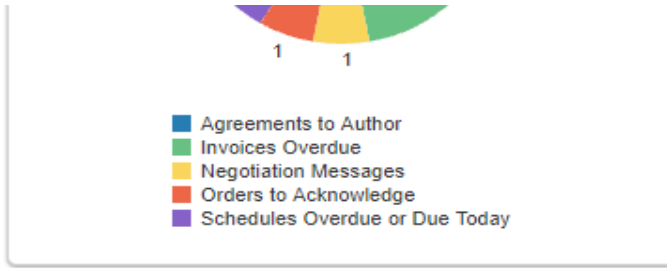 1
1
Agreements to Author
Invoices Overdue
Negotiation Messages
Orders to Acknowledge
Schedules Overdue or Due Today